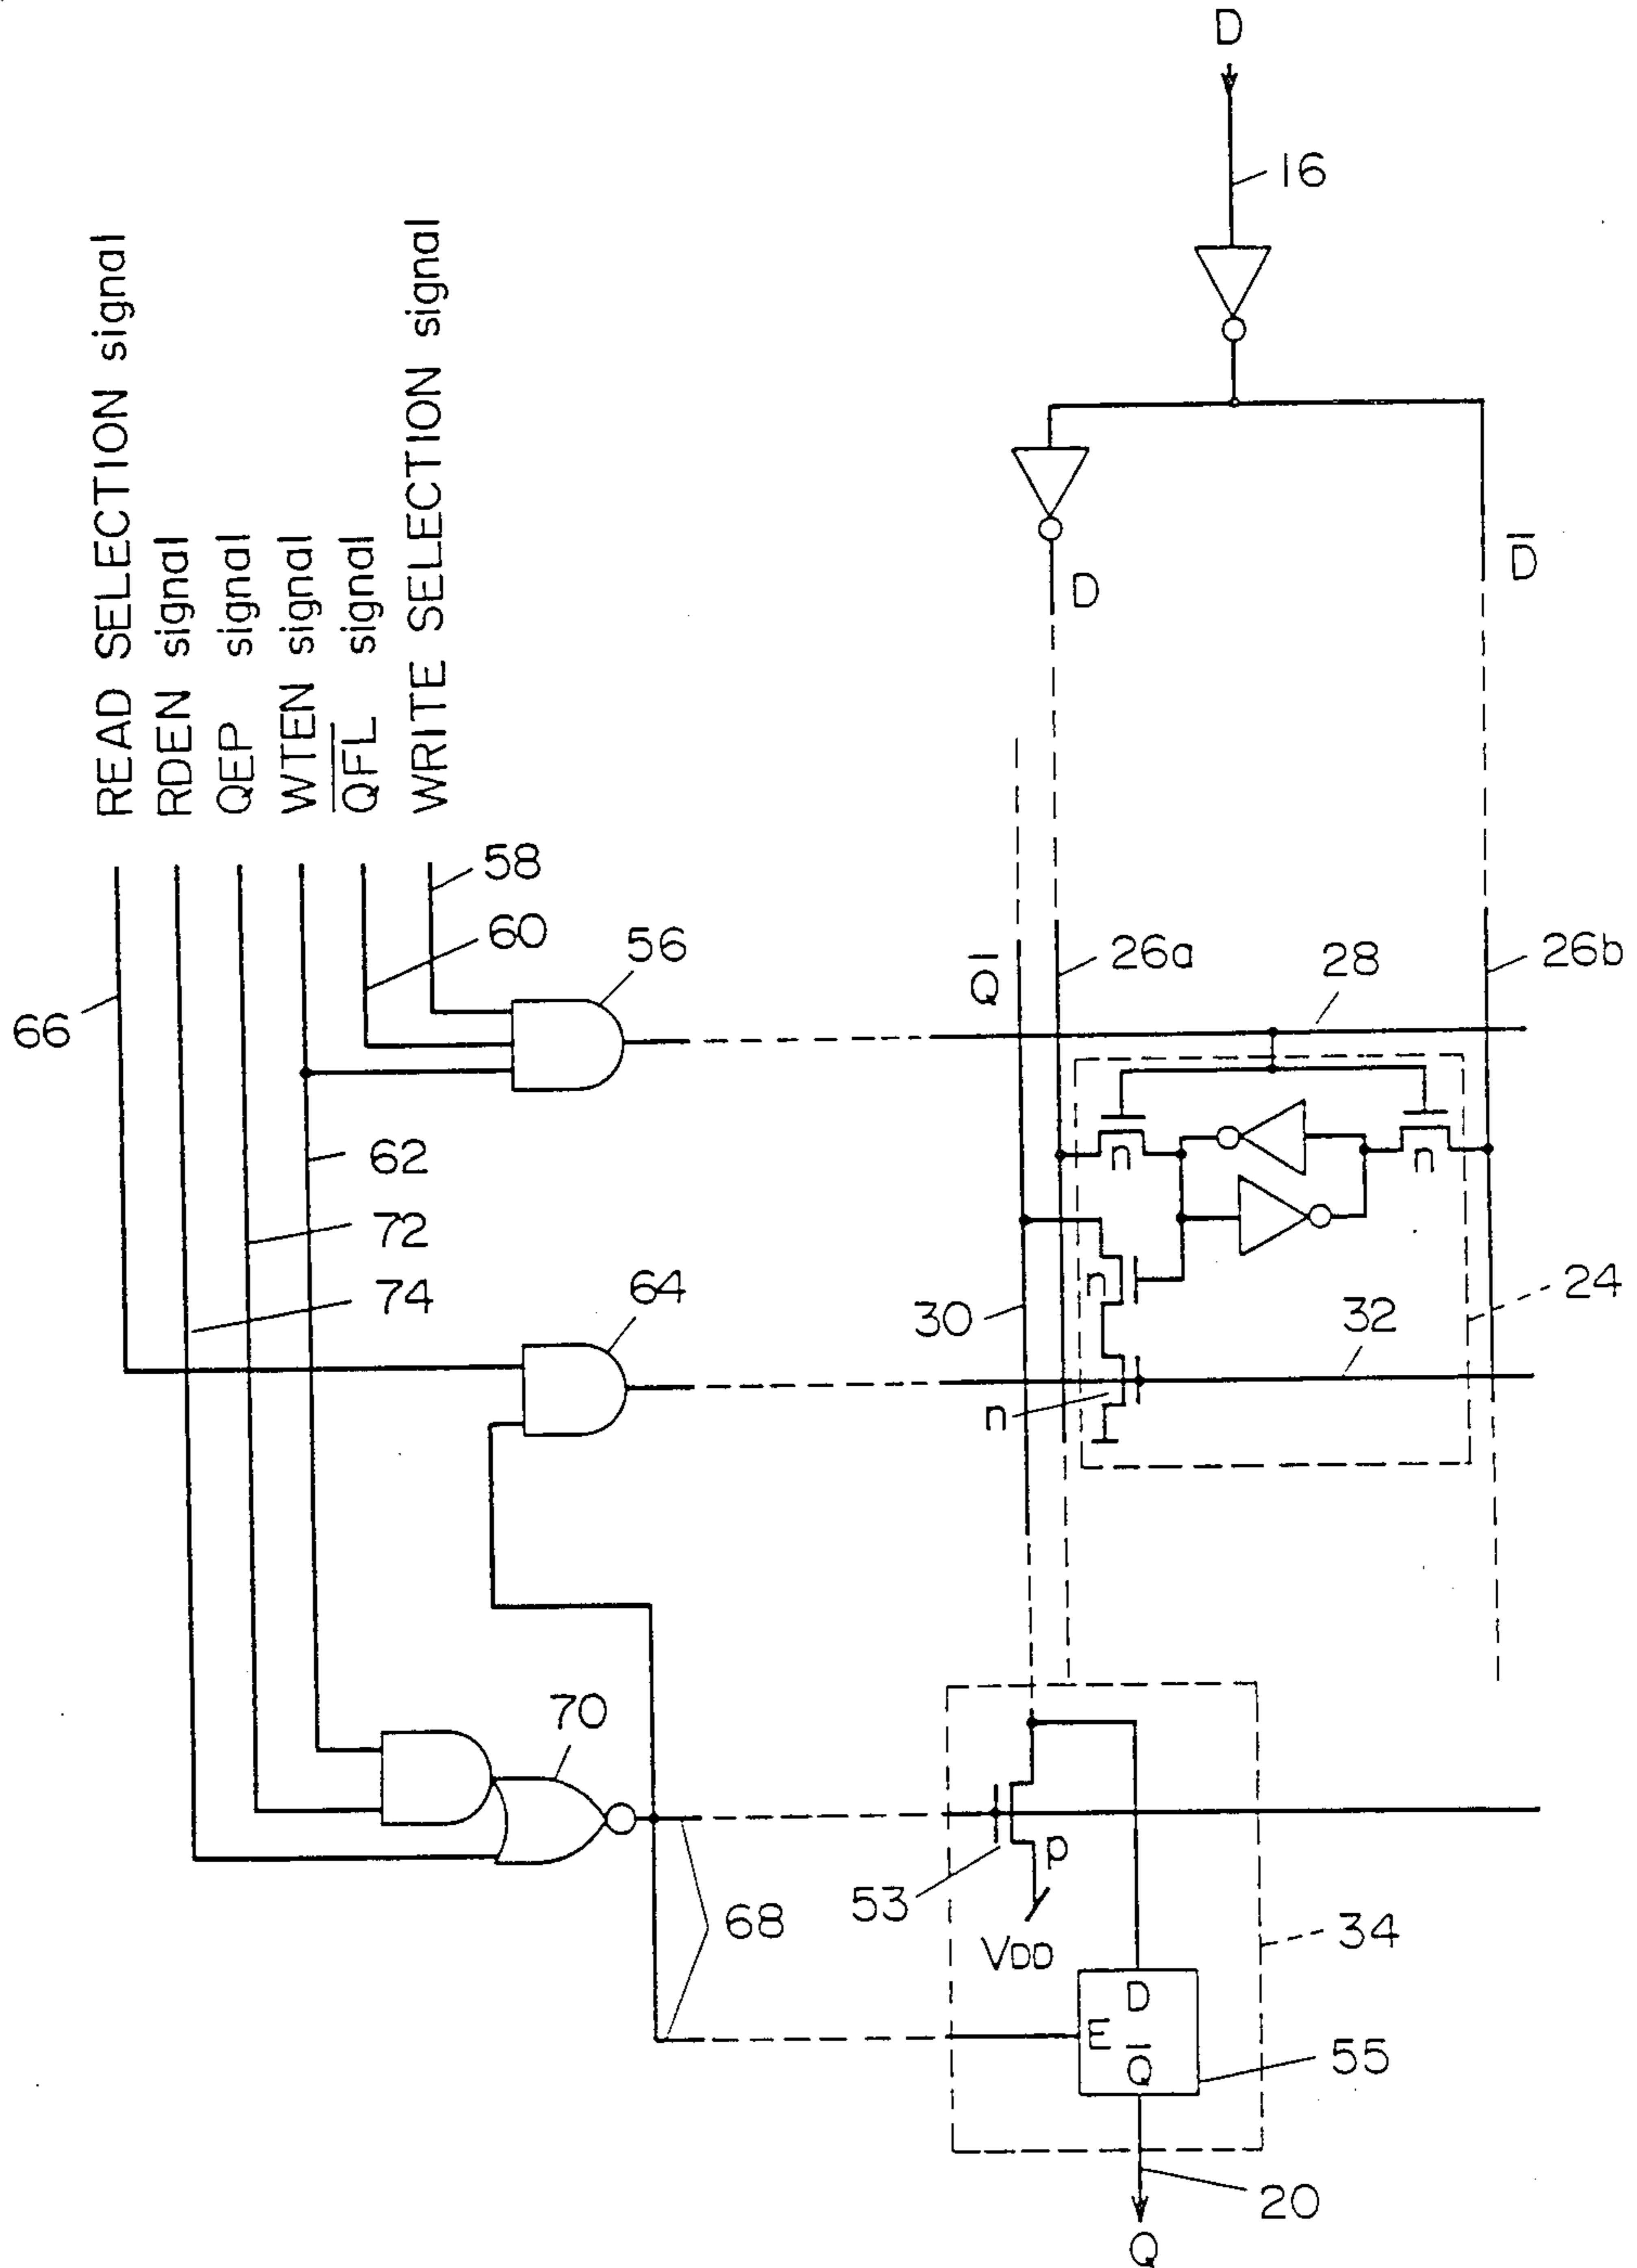 D
16
READ SELECTION signal
RDEN signal
QEP signal
WTEN signal
Q̅F̅L̅ signal
WRITE SELECTION signal
D
D̅
58
60
56
66
Q̅
26a
28
26b
n
n
62
72
74
64
n
30
24
32
n
70
68
53
p
VDD
34
D
E
Q̅
55
20
Q